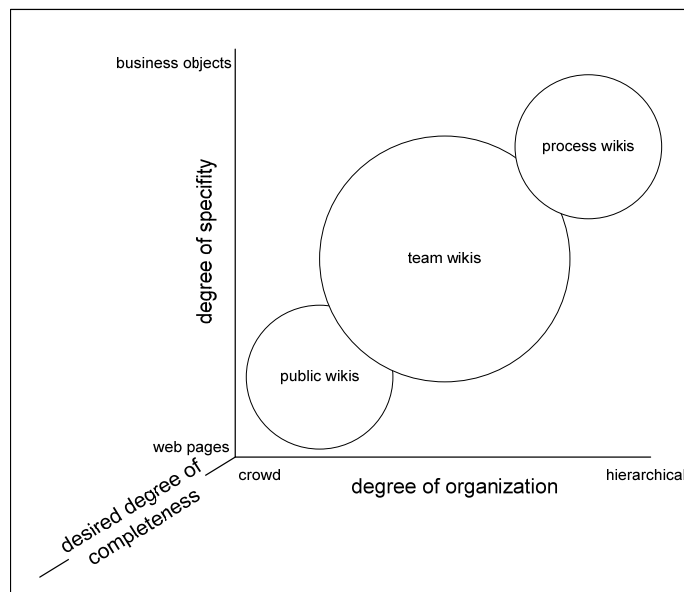 business objects
process wikis
degree of specifity
team wikis
public wikis
web pages
crowd
hierarchical
degree of organization
desired degree of
completeness